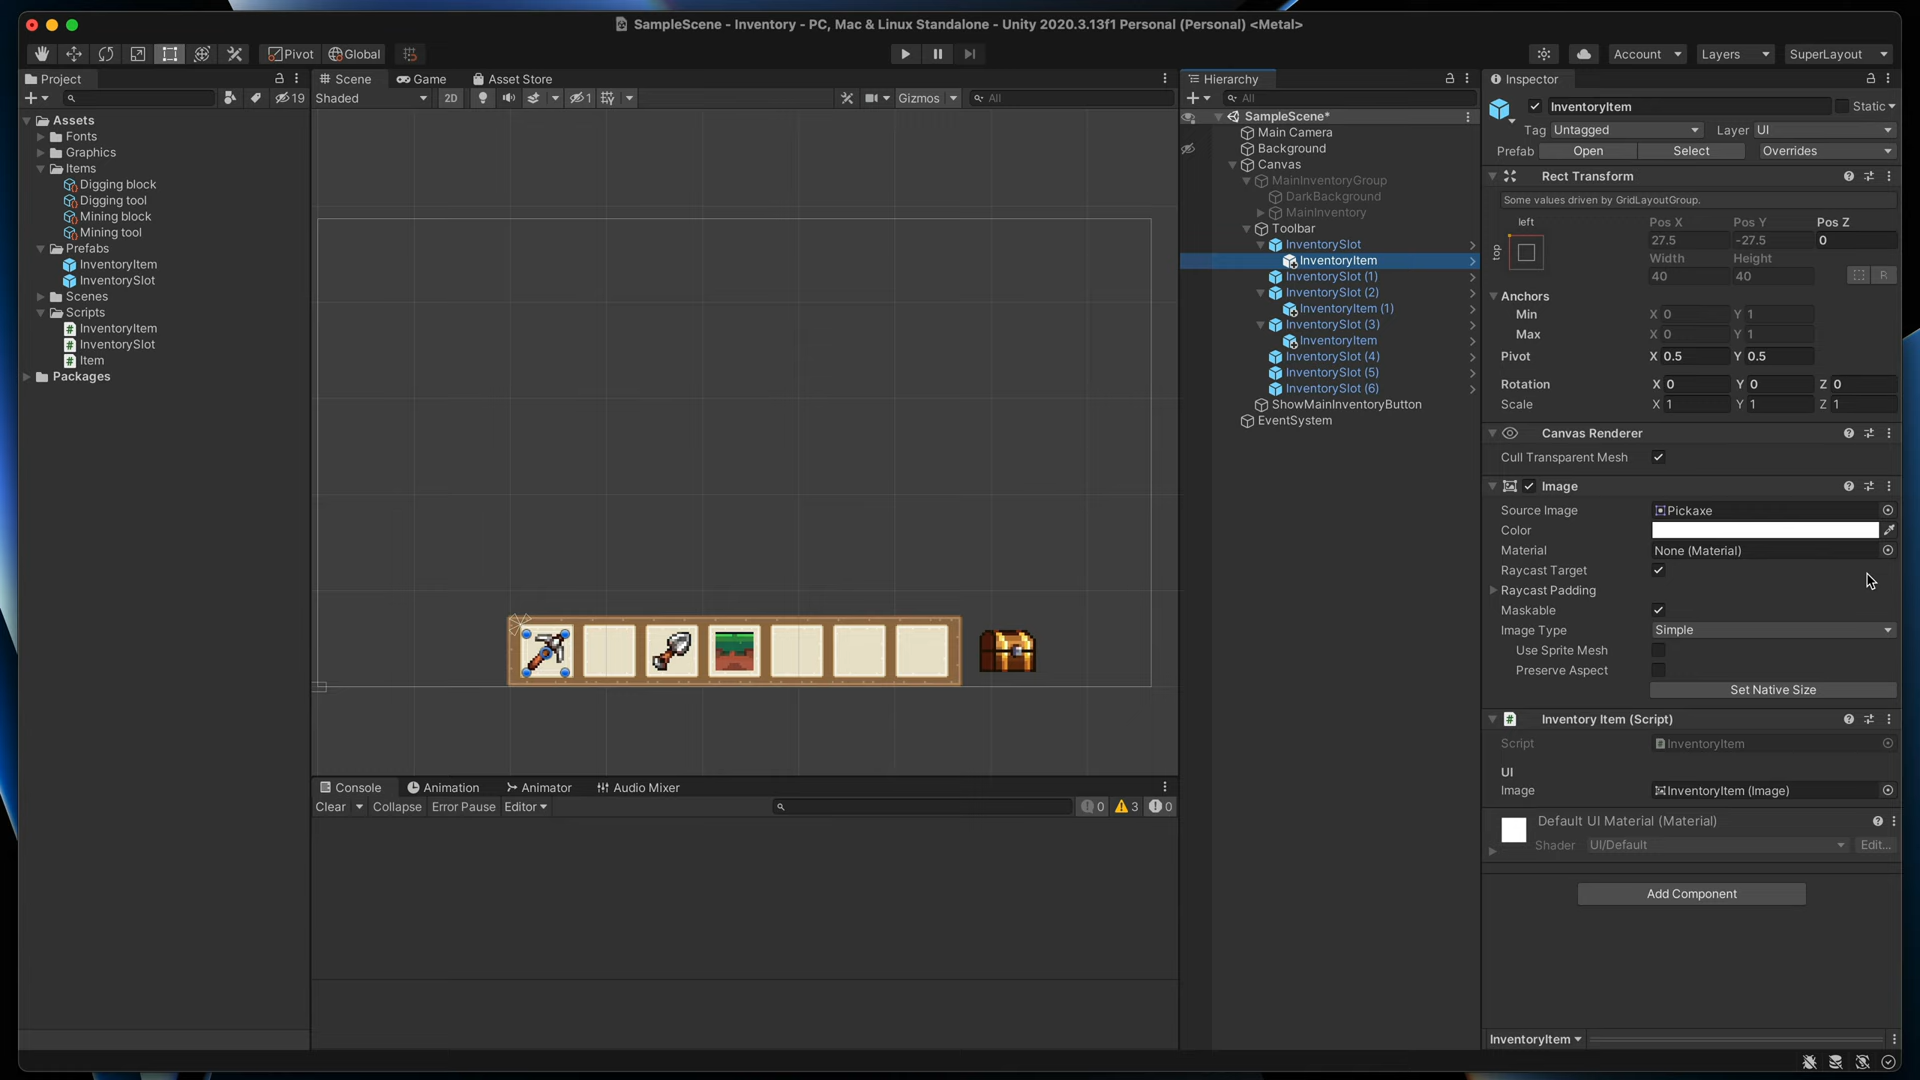 SampleScene - Inventory - PC, Mac & Linux Standalone - Unity 2020.3.13f1 Personal (Personal) <Metal>
Pivot Global Account Layers SuperLayout
Project
19
Assets
Fonts
Graphics
Items
Digging block
Digging tool
Mining block
Mining tool
Prefabs
InventoryItem
InventorySlot
Scenes
Scripts
InventoryItem
InventorySlot
Item
Packages
Scene Game Asset Store
Shaded 2D 1 Gizmos All
Console Animation Animator Audio Mixer
Clear Collapse Error Pause Editor 0 3 0
Hierarchy
All
SampleScene*
Main Camera
Background
Canvas
MainInventoryGroup
DarkBackground
MainInventory
Toolbar
InventorySlot
InventoryItem
InventorySlot (1)
InventorySlot (2)
InventoryItem (1)
InventorySlot (3)
InventoryItem
InventorySlot (4)
InventorySlot (5)
InventorySlot (6)
ShowMainInventoryButton
EventSystem
Inspector
InventoryItem Static
Tag Untagged Layer UI
Prefab Open Select Overrides
Rect Transform
Some values driven by GridLayoutGroup.
left Pos X Pos Y Pos Z
top 27.5 -27.5 0
Width Height
40 40 R
Anchors
Min X 0 Y 1
Max X 0 Y 1
Pivot X 0.5 Y 0.5
Rotation X 0 Y 0 Z 0
Scale X 1 Y 1 Z 1
Canvas Renderer
Cull Transparent Mesh
Image
Source Image Pickaxe
Color
Material None (Material)
Raycast Target
Raycast Padding
Maskable
Image Type Simple
Use Sprite Mesh
Preserve Aspect
Set Native Size
# Inventory Item (Script)
Script InventoryItem
UI
Image InventoryItem (Image)
Default UI Material (Material)
Shader UI/Default Edit...
Add Component
InventoryItem